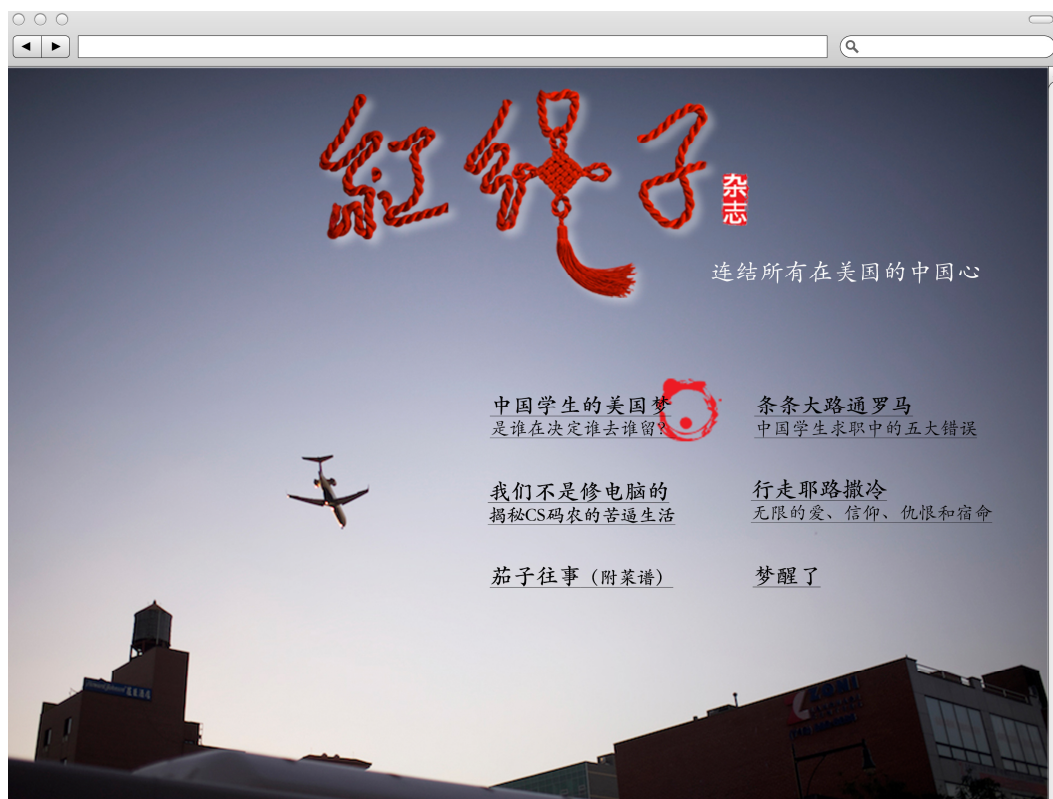 紅绳子
杂志
连结所有在美国的中国心
中国学生的美国梦
是谁在决定谁去谁留?
条条大路通罗马
中国学生求职中的五大错误
我们不是修电脑的
揭秘CS码农的苦逼生活
行走耶路撒冷
无限的爱、信仰、仇恨和宿命
茄子往事（附菜谱）
梦醒了